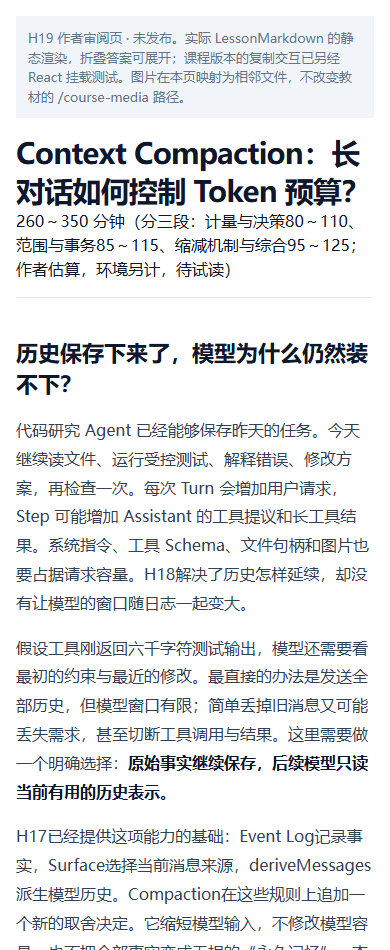 H19 作者审阅页 · 未发布。实际 LessonMarkdown 的静
态渲染，折叠答案可展开；课程版本的复制交互已另经
React 挂载测试。图片在本页映射为相邻文件，不改变教
材的 /course-media 路径。
Context Compaction：长
对话如何控制 Token 预算？
260～350 分钟（分三段：计量与决策80～110、
范围与事务85～115、缩减机制与综合95～125；
作者估算，环境另计，待试读）
历史保存下来了，模型为什么仍然装
不下？
代码研究 Agent 已经能够保存昨天的任务。今天
继续读文件、运行受控测试、解释错误、修改方
案，再检查一次。每次 Turn 会增加用户请求，
Step 可能增加 Assistant 的工具提议和长工具结
果。系统指令、工具 Schema、文件句柄和图片也
要占据请求容量。H18解决了历史怎样延续，却没
有让模型的窗口随日志一起变大。
假设工具刚返回六千字符测试输出，模型还需要看
最初的约束与最近的修改。最直接的办法是发送全
部历史，但模型窗口有限；简单丢掉旧消息又可能
丢失需求，甚至切断工具调用与结果。这里需要做
一个明确选择：原始事实继续保存，后续模型只读
当前有用的历史表示。
H17已经提供这项能力的基础：Event Log记录事
实，Surface选择当前消息来源，deriveMessages
派生模型历史。Compaction在这些规则上追加一
个新的取舍决定。它缩短模型输入，不修改模型容